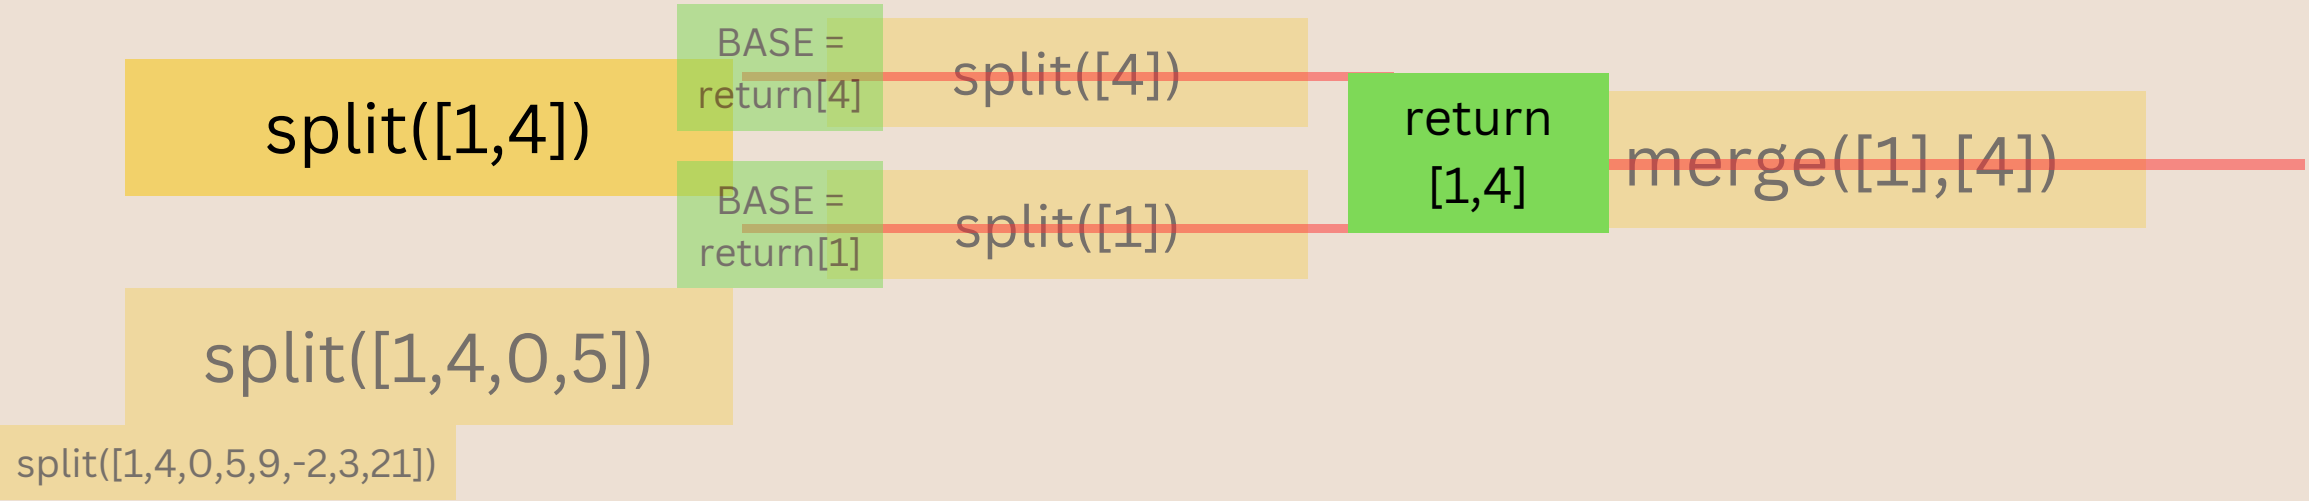 BASE =
return[4]
split([4])
split([1,4])
return
[1,4]
merge([1],[4])
BASE =
return[1]
split([1])
split([1,4,0,5])
split([1,4,0,5,9,-2,3,21])